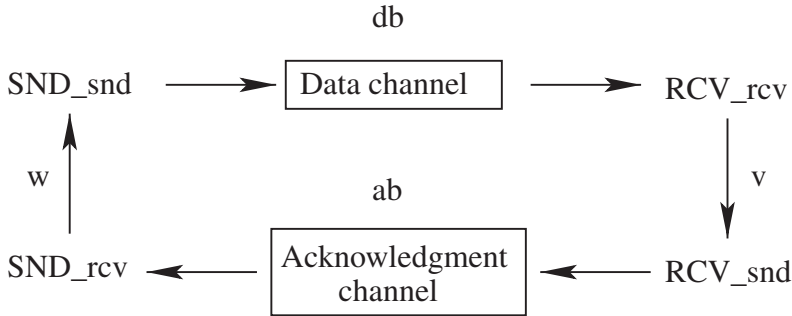 db
SND_snd
Data channel
RCV_rcv
w
v
ab
SND_rcv
Acknowledgment
channel
RCV_snd